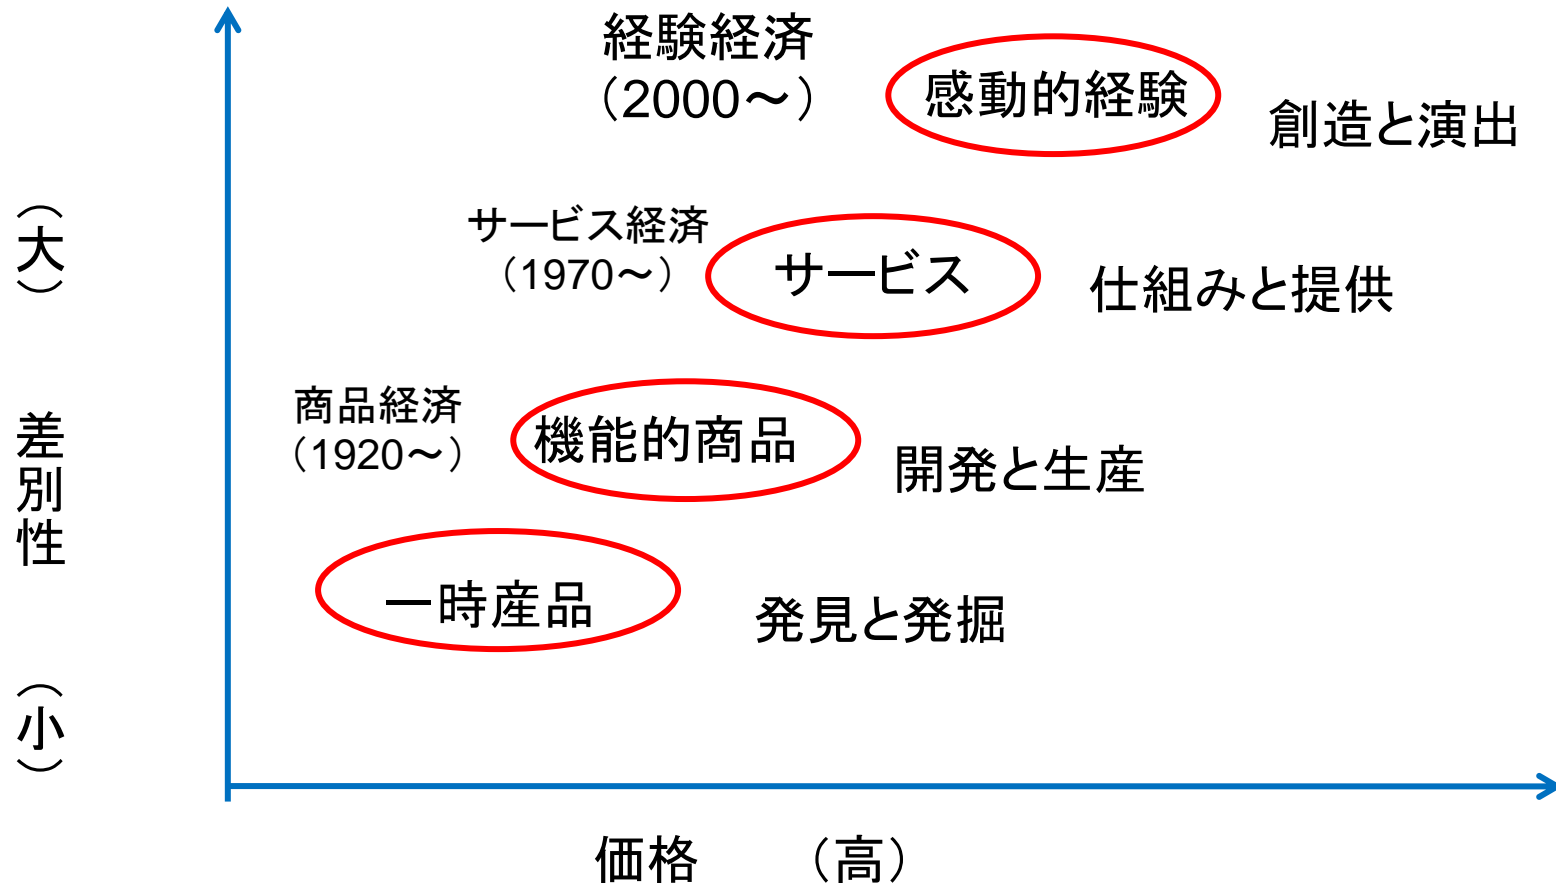 経験経済
（2000～）
感動的経験
創造と演出
サービス経済
（1970～）
サービス
仕組みと提供
商品経済
（1920～）
機能的商品
開発と生産
一時産品
発見と発掘
（大）
差別性
（小）
価格　　（高）